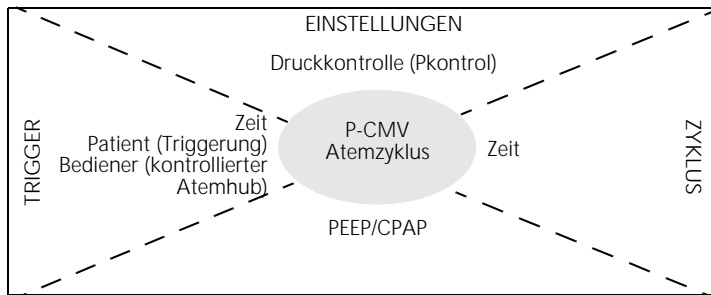 EINSTELLUNGEN
Druckkontrolle (Pkontrol)
TRIGGER
Zeit
Patient (Triggerung)
Bediener (kontrollierter
Atemhub)
P-CMV
Atemzyklus
Zeit
ZYKLUS
PEEP/CPAP